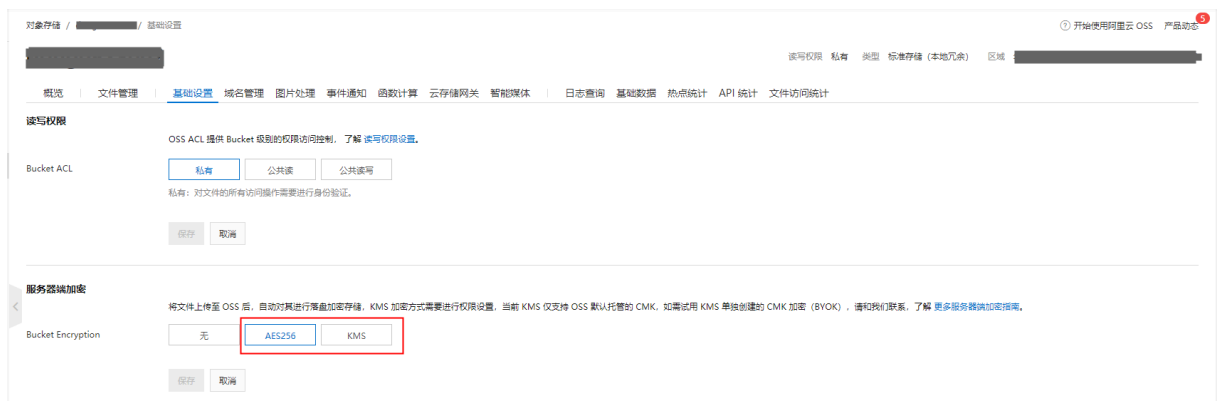 对象存储 / / 基础设置 开始使用阿里云 OSS 产品动态 5
读写权限 私有 类型 标准存储（本地冗余） 区域
概览 文件管理 基础设置 域名管理 图片处理 事件通知 函数计算 云存储网关 智能媒体 日志查询 基础数据 热点统计 API 统计 文件访问统计
读写权限
OSS ACL 提供 Bucket 级别的权限访问控制， 了解 读写权限设置。
Bucket ACL 私有 公共读 公共读写
私有：对文件的所有访问操作需要进行身份验证。
保存 取消
服务器端加密
将文件上传至 OSS 后，自动对其进行落盘加密存储，KMS 加密方式需要进行权限设置，当前 KMS 仅支持 OSS 默认托管的 CMK，如需试用 KMS 单独创建的 CMK 加密（BYOK），请和我们联系，了解 更多服务器端加密指南。
Bucket Encryption 无 AES256 KMS
保存 取消